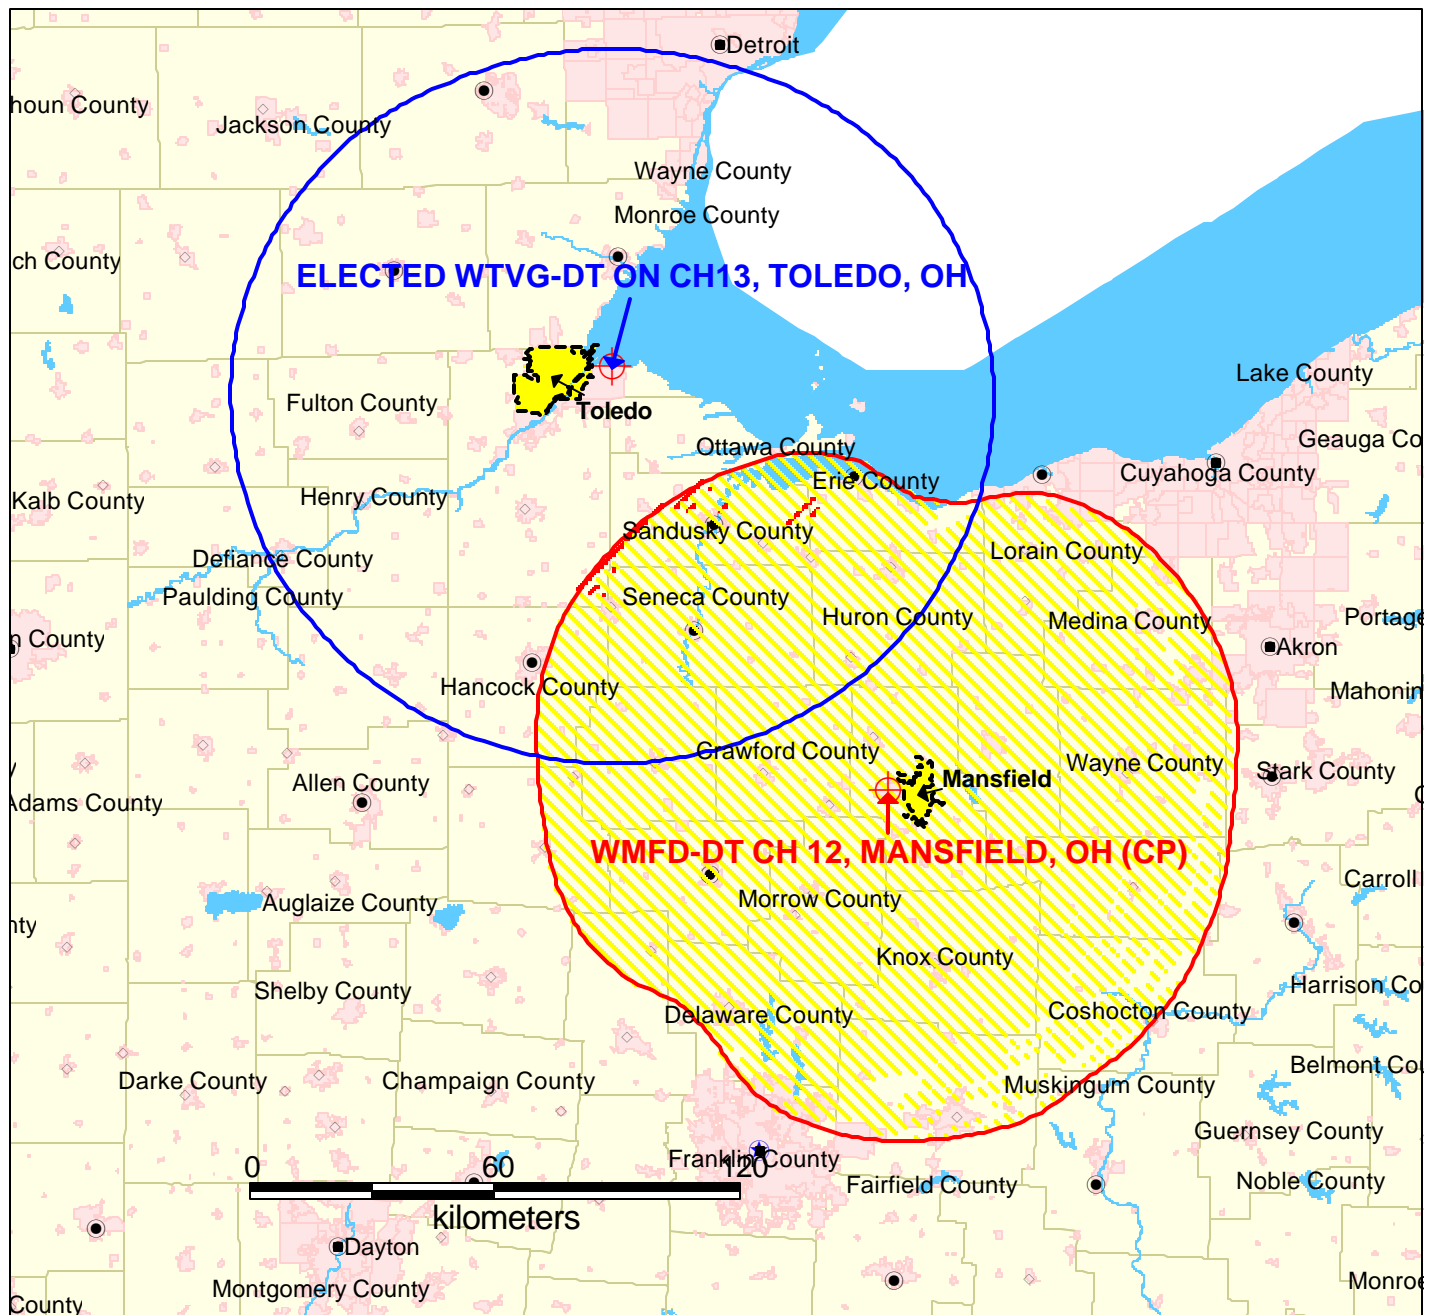 Detroit
houn County
Jackson County
Wayne County
Monroe County
ch County
ELECTED WTVG-DT ON CH13, TOLEDO, OH
Lake County
Fulton County
Toledo
Geauga Co
Ottawa County
Cuyahoga County
Erie County
Kalb County
Henry County
Sandusky County
Lorain County
Defiance County
Paulding County
Seneca County
Huron County
Medina County
Portage
n County
Akron
Hancock County
Mahonin
Crawford County
Wayne County
Stark County
y
Allen County
Mansfield
Adams County
C
WMFD-DT CH 12, MANSFIELD, OH (CP)
Carroll
Auglaize County
Morrow County
nty
Knox County
Shelby County
Harrison Co
Delaware County
Coshocton County
Belmont Cou
Darke County
Champaign County
Muskingum County
Guernsey County
Franklin County
0 60 120
Fairfield County
Noble County
kilometers
Dayton
Montgomery County
Monroe
County